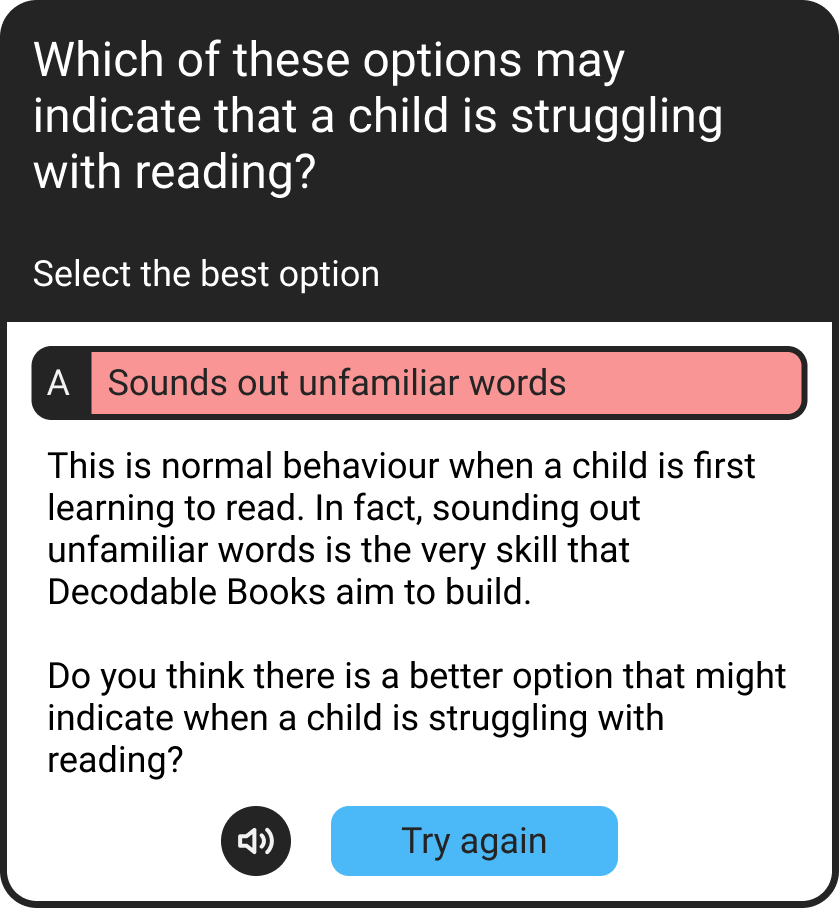 Which of these options may
indicate that a child is struggling
with reading?
Select the best option
A Sounds out unfamiliar words
This is normal behaviour when a child is first
learning to read. In fact, sounding out
unfamiliar words is the very skill that
Decodable Books aim to build.
Do you think there is a better option that might
indicate when a child is struggling with
reading?
Try again